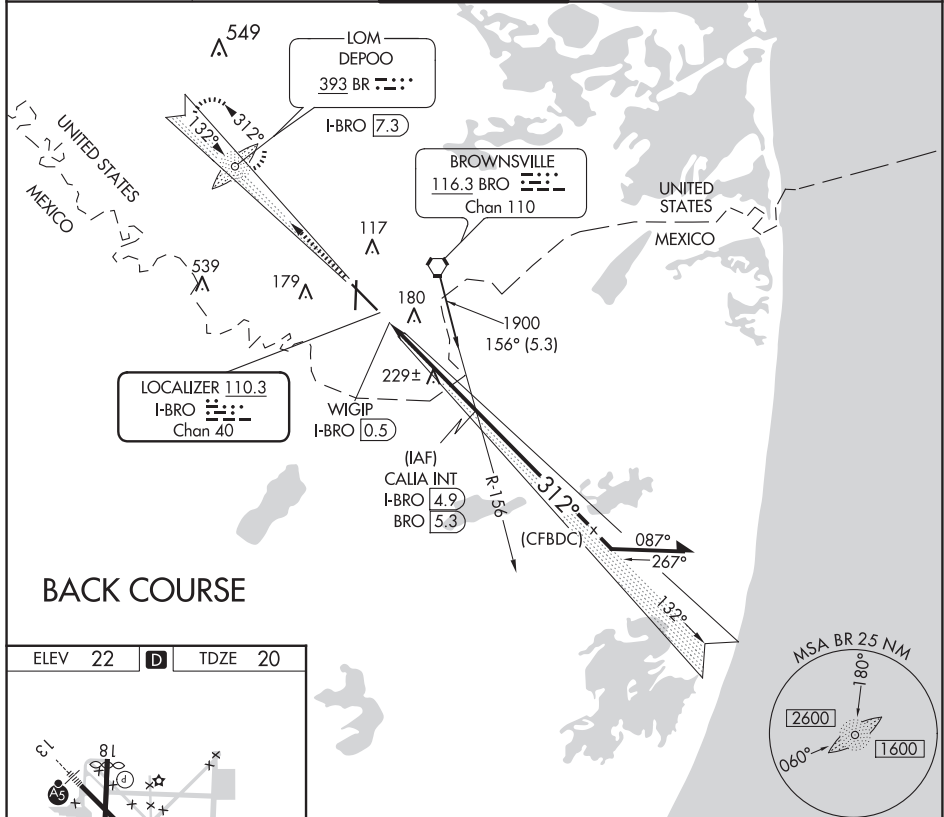 549
LOM
DEPOO
393 BR
I-BRO 7.3
132°
312°
UNITED STATES
MEXICO
BROWNSVILLE
116.3 BRO
Chan 110
UNITED
STATES
MEXICO
117
539
179
180
1900
156° (5.3)
229±
LOCALIZER 110.3
I-BRO
Chan 40
WIGIP
I-BRO 0.5
(IAF)
CALIA INT
I-BRO 4.9
BRO 5.3
R-156
312°
(CFBDC)
087°
267°
132°
BACK COURSE
MSA BR 25 NM
180°
2600
1600
060°
ELEV 22 D TDZE 20
13
18
P
A5